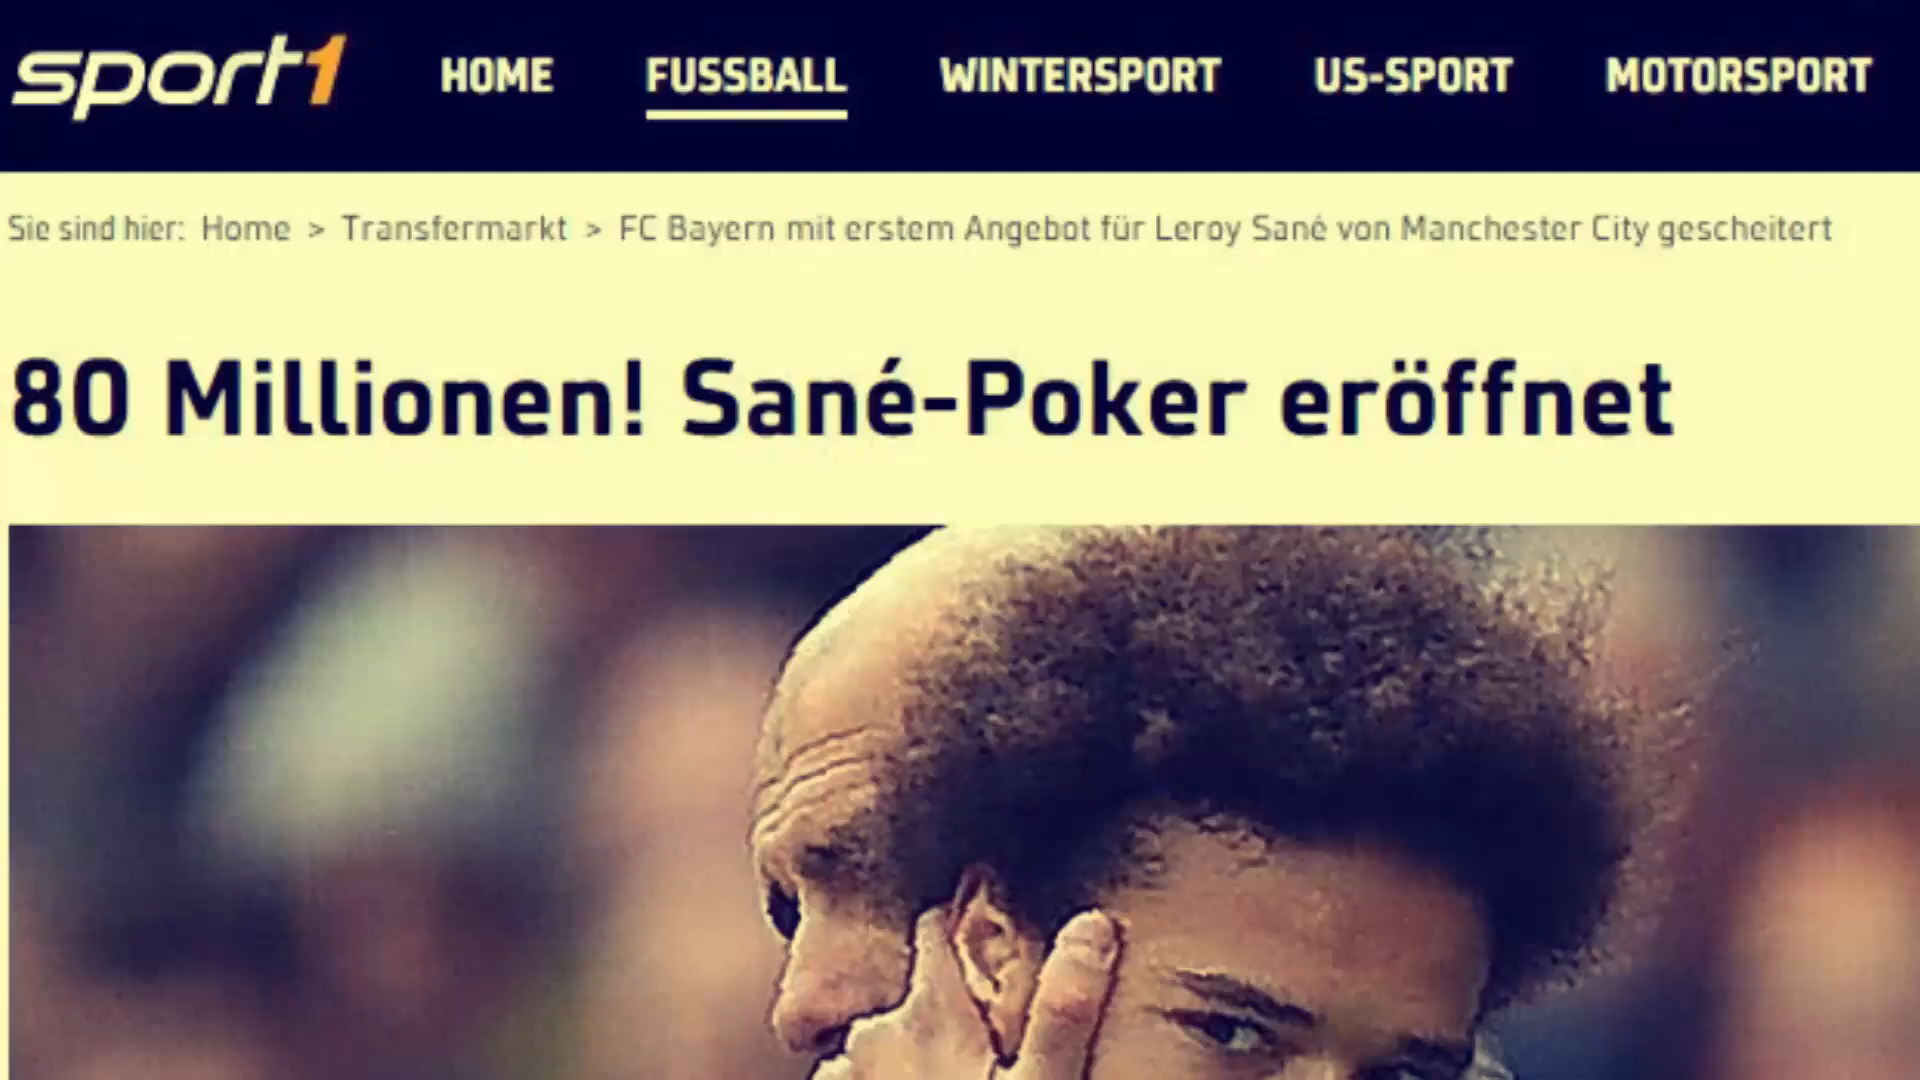 sport1 HOME FUSSBALL WINTERSPORT US-SPORT MOTORSPORT
Sie sind hier: Home > Transfermarkt > FC Bayern mit erstem Angebot für Leroy Sané von Manchester City gescheitert
80 Millionen! Sané-Poker eröffnet